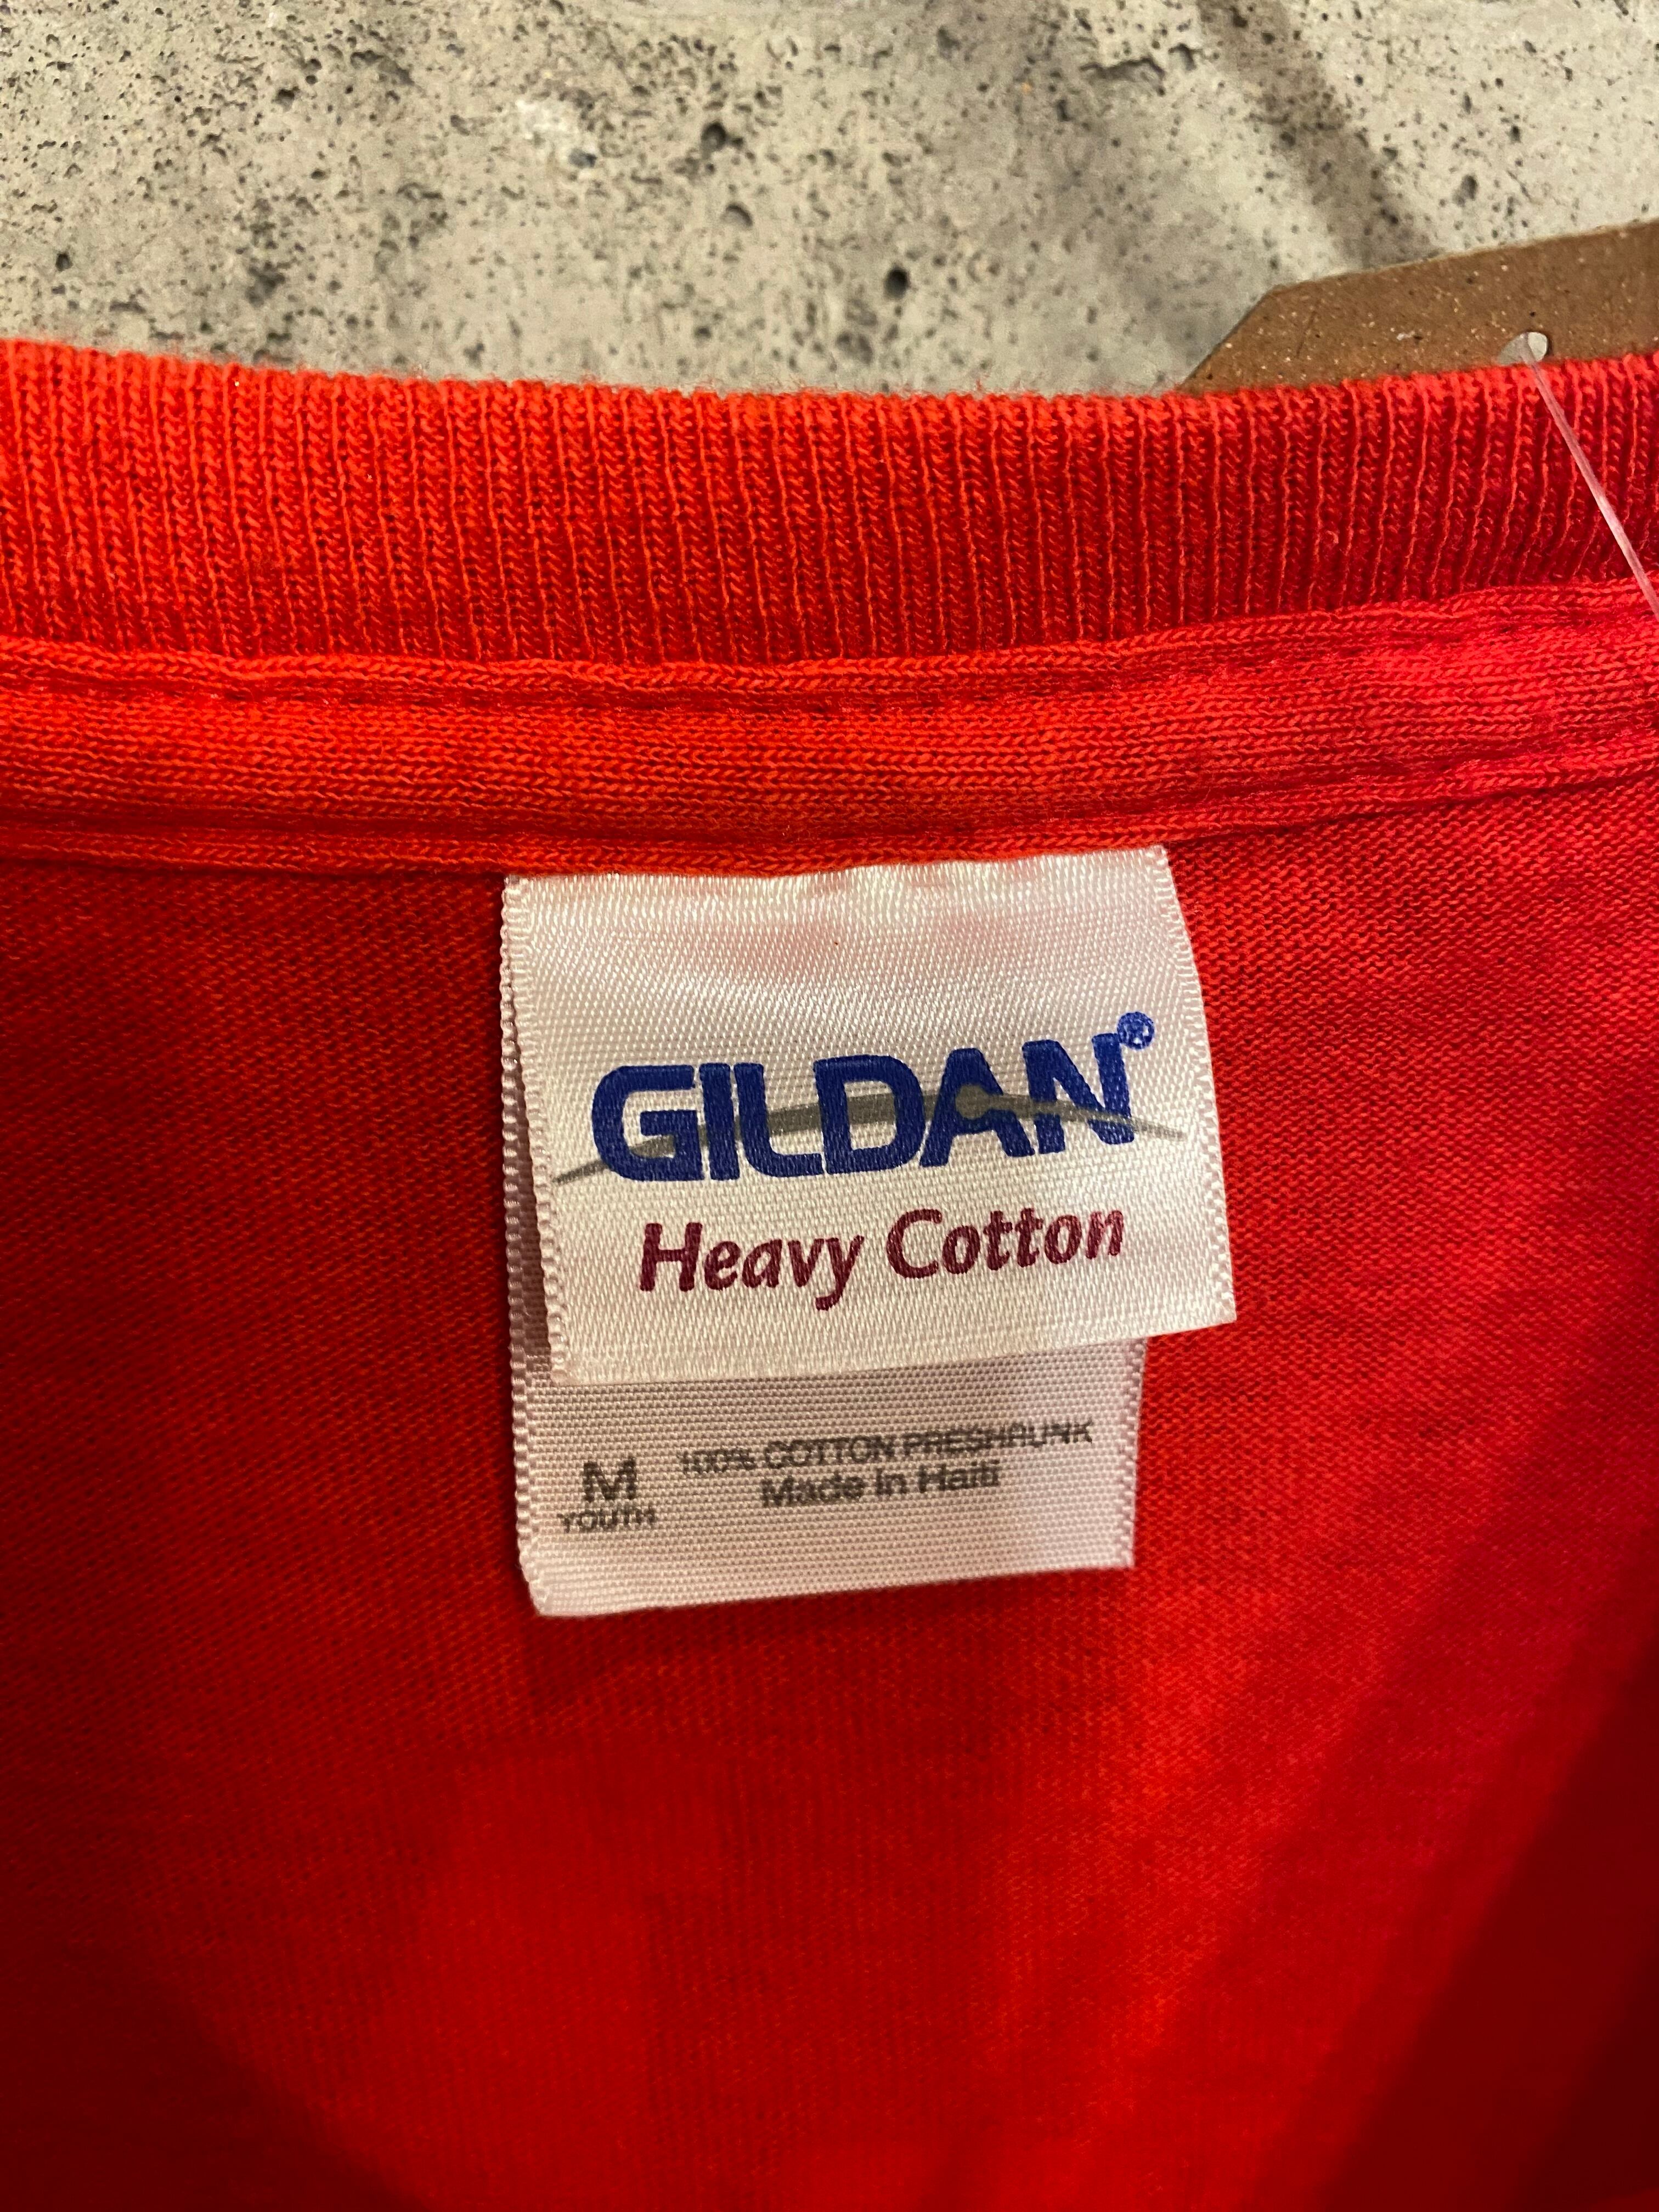 GILDAN®
Heavy Cotton
M
YOUTH
100% COTTON PRESHRUNK
Made in Haiti